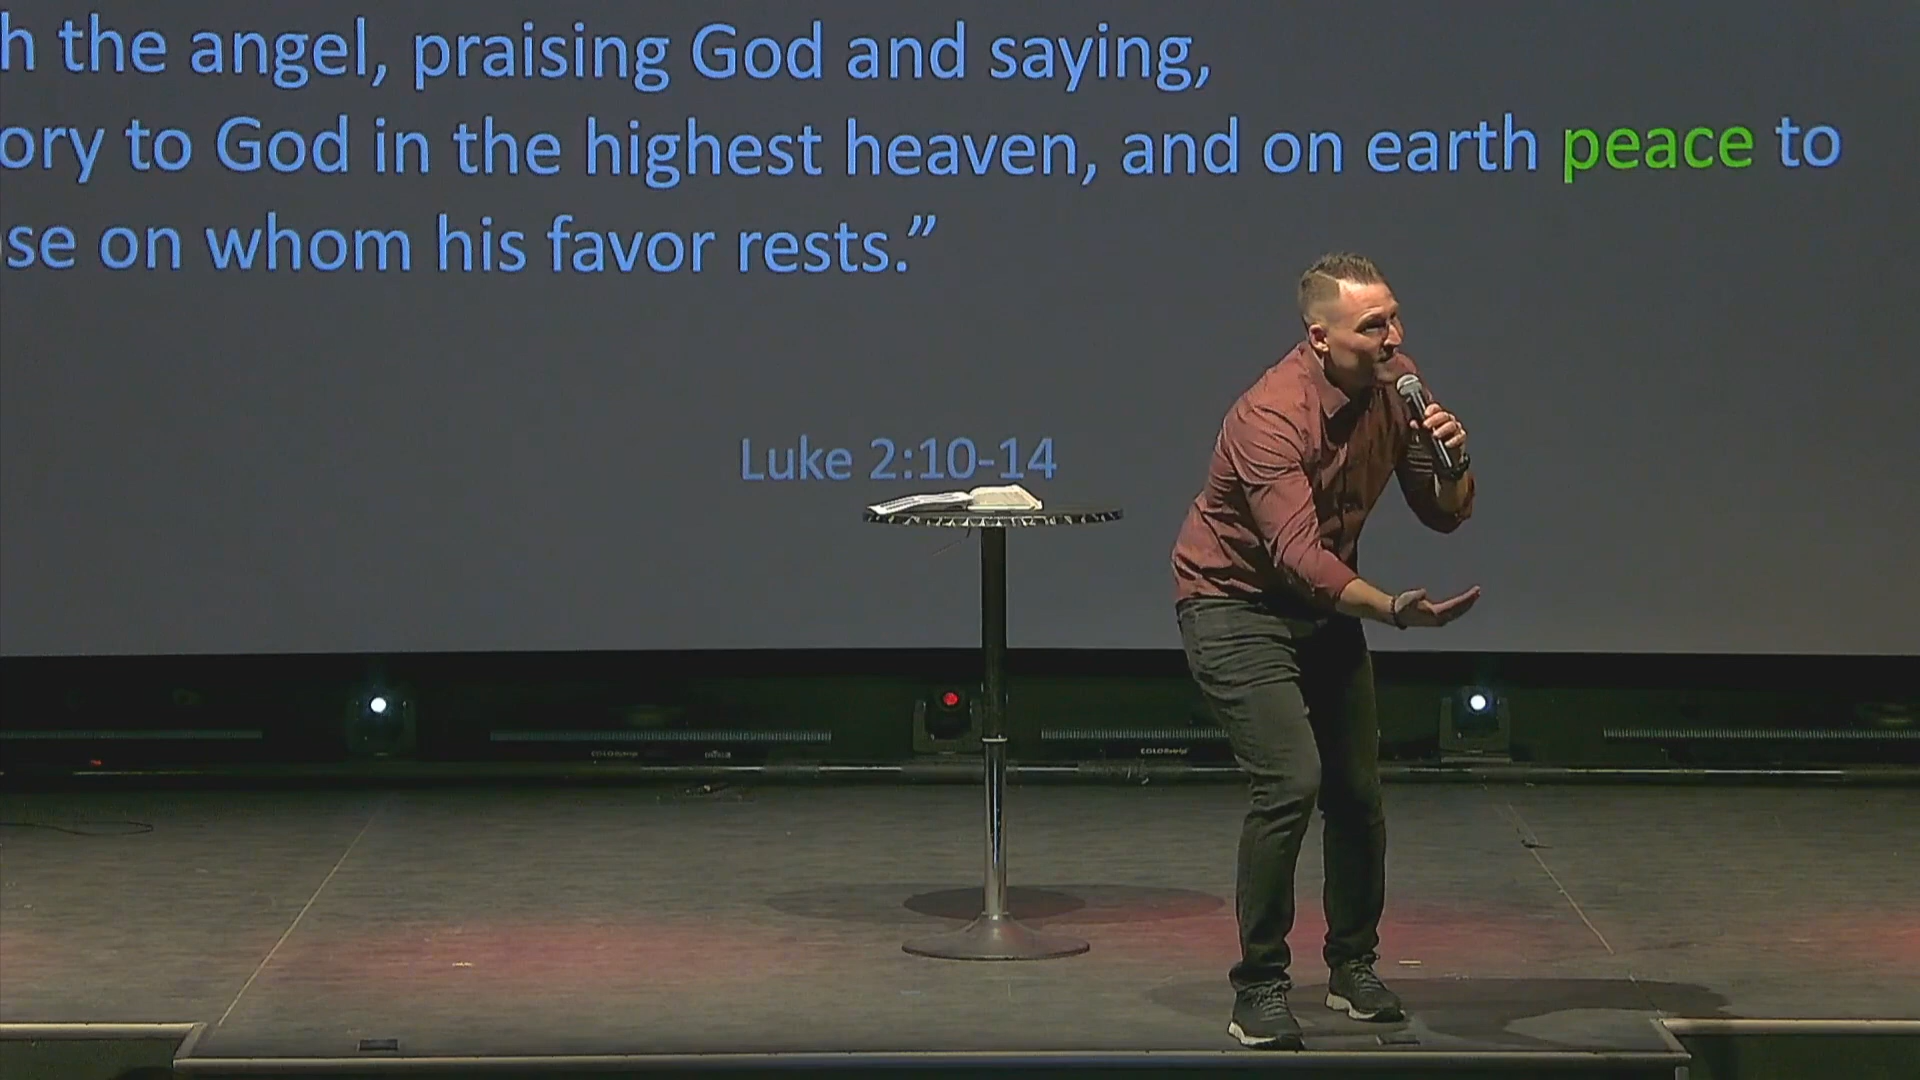 h the angel, praising God and saying,
ory to God in the highest heaven, and on earth peace to
se on whom his favor rests.”
Luke 2:10-14